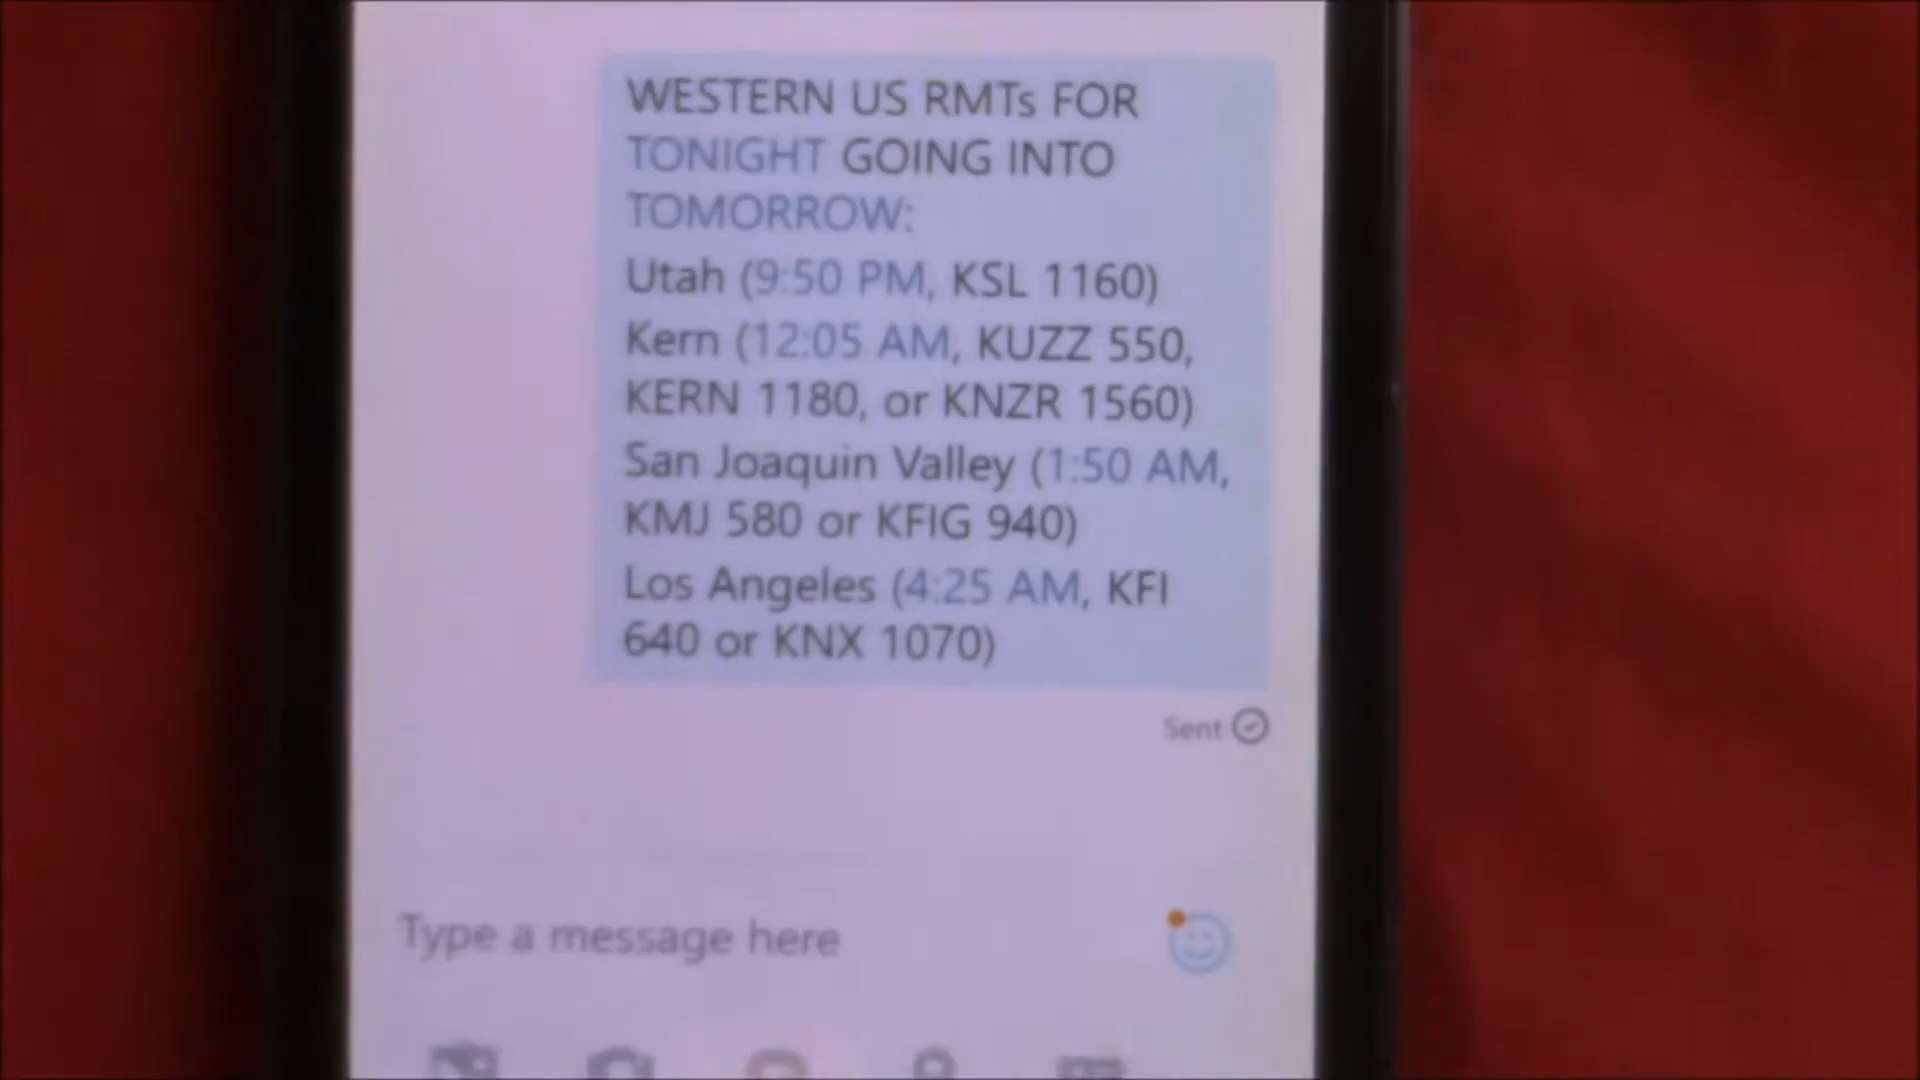 WESTERN US RMTs FOR
TONIGHT GOING INTO
TOMORROW:
Utah (9:50 PM, KSL 1160)
Kern (12:05 AM, KUZZ 550,
KERN 1180, or KNZR 1560)
San Joaquin Valley (1:50 AM,
KMJ 580 or KFIG 940)
Los Angeles (4:25 AM, KFI
640 or KNX 1070)
Sent
Type a message here